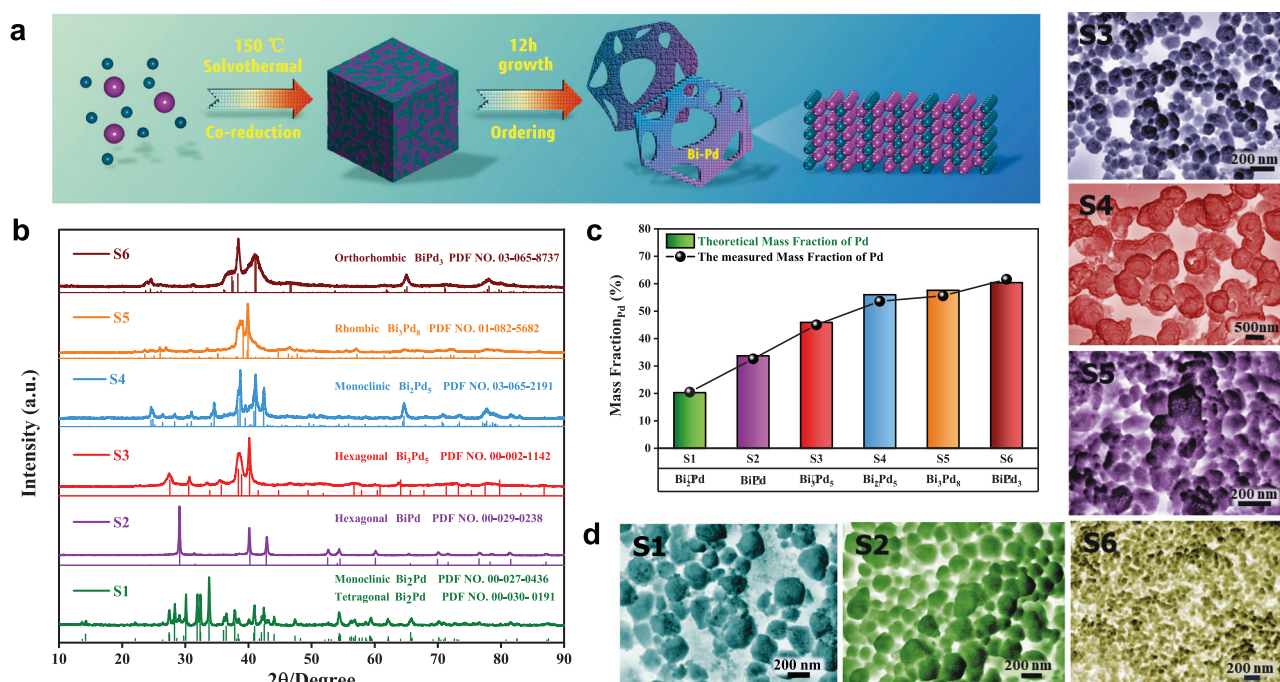 a
150 ℃
Solvothermal
Co-reduction
12h
growth
Ordering
Bi-Pd
b
S6
Orthorhombic BiPd3 PDF NO. 03-065-8737
S5
Rhombic Bi3Pd8 PDF NO. 01-082-5682
S4
Monoclinic Bi2Pd5 PDF NO. 03-065-2191
S3
Hexagonal Bi3Pd5 PDF NO. 00-002-1142
S2
Hexagonal BiPd PDF NO. 00-029-0238
S1
Monoclinic Bi2Pd PDF NO. 00-027-0436
Tetragonal Bi2Pd PDF NO. 00-030- 0191
Intensity (a.u.)
10 20 30 40 50 60 70 80 90
2θ/Degree
c
Theoretical Mass Fraction of Pd
The measured Mass Fraction of Pd
Mass FractionPd (%)
80
70
60
50
40
30
20
10
0
S1 S2 S3 S4 S5 S6
Bi2Pd BiPd Bi3Pd5 Bi2Pd5 Bi3Pd8 BiPd3
d
S1
200 nm
S2
200 nm
S3
200 nm
S4
500nm
S5
200 nm
S6
200 nm